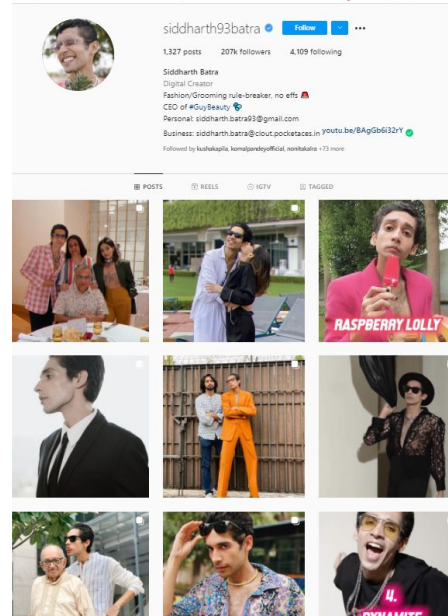 siddharth93batra Follow
1,327 posts 207k followers 4,109 following
Siddharth Batra
Digital Creator
Fashion/Grooming rule-breaker, no effs
CEO of #GuyBeauty
Personal: siddharth.batra93@gmail.com
Business: siddharth.batra@clout.pocketaces.in youtu.be/BAgGb6i32rY
Followed by kushakapila, komalpandeyofficial, nonitakalra +73 more
POSTS REELS IGTV TAGGED
RASPBERRY LOLLY
4.
DYNAMITE